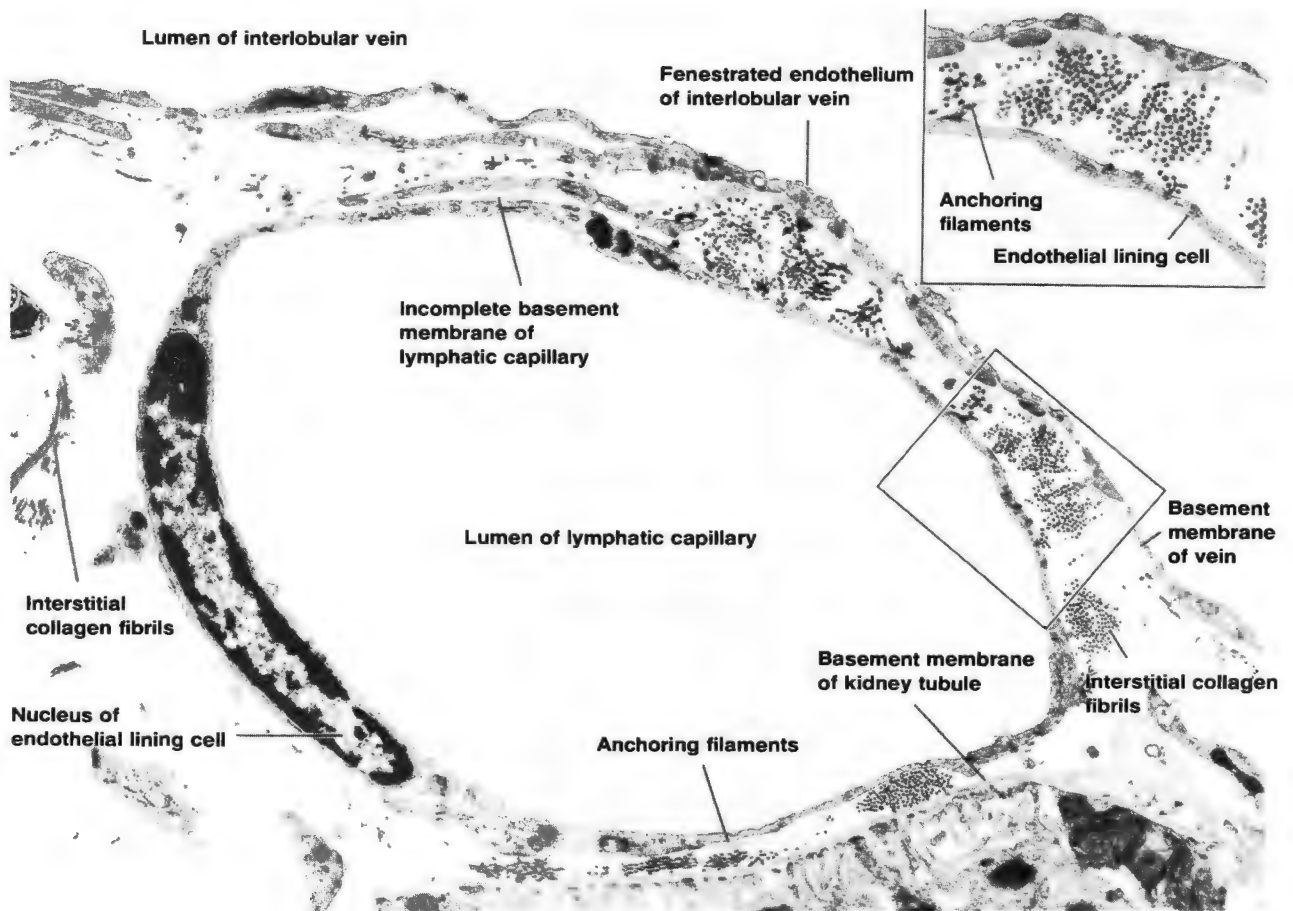 Lumen of interlobular vein
Fenestrated endothelium
of interlobular vein
Anchoring
filaments
Endothelial lining cell
Incomplete basement
membrane of
lymphatic capillary
Lumen of lymphatic capillary
Basement
membrane
of vein
Interstitial
collagen fibrils
Basement membrane
of kidney tubule
Interstitial collagen
fibrils
Nucleus of
endothelial lining cell
Anchoring filaments